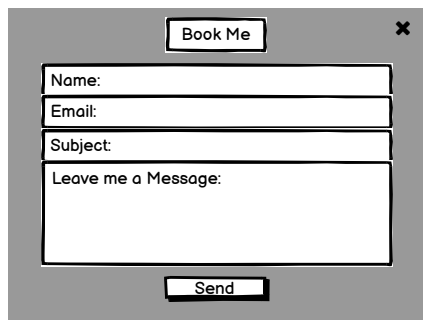 Book Me
Name:
Email:
Subject:
Leave me a Message:
Send